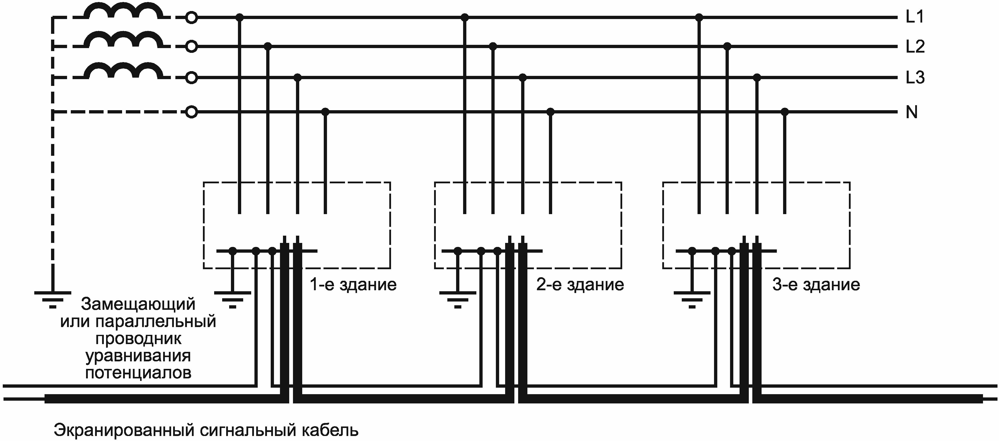 L1
L2
L3
N
1-е здание
2-е здание
3-е здание
Замещающий
или параллельный
проводник
уравнивания
потенциалов
Экранированный сигнальный кабель